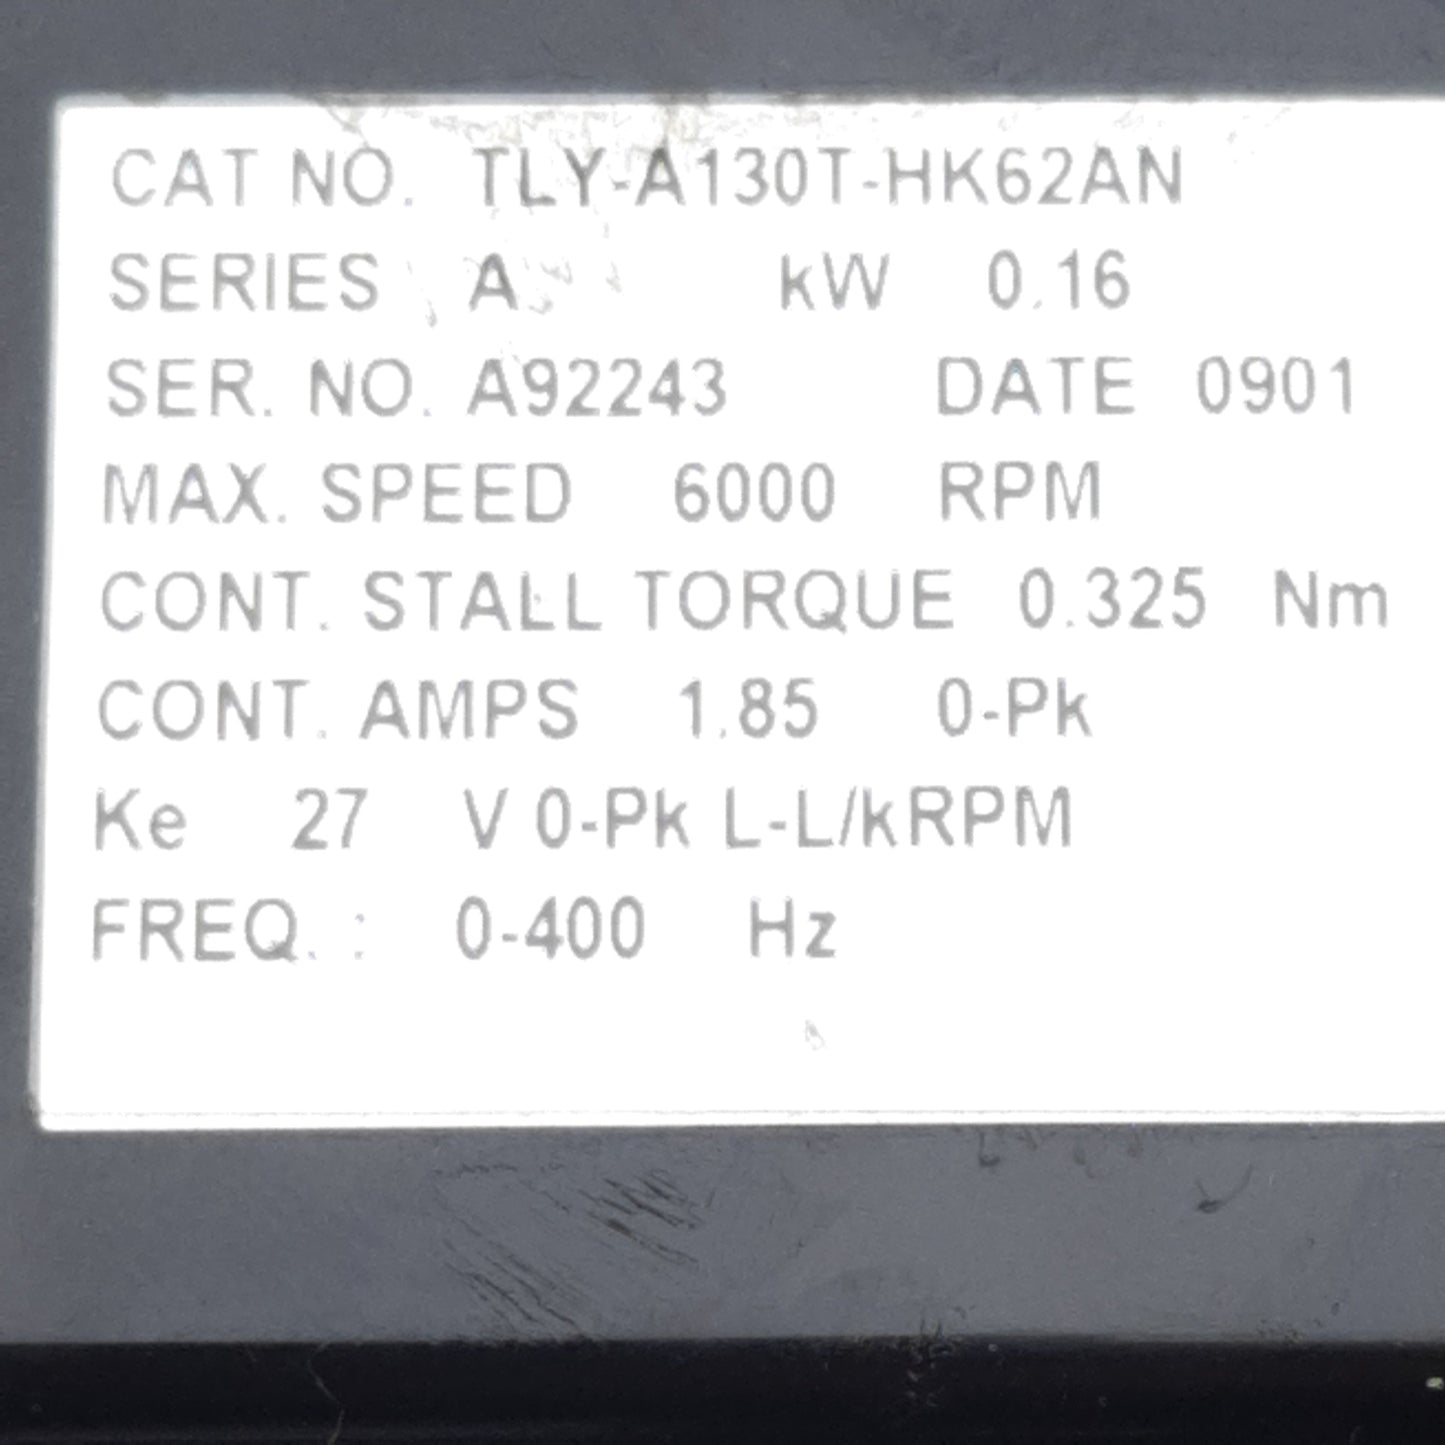 CAT NO. TLY-A130T-HK62AN
SERIES A kW 0.16
SER. NO. A92243 DATE 0901
MAX. SPEED 6000 RPM
CONT. STALL TORQUE 0.325 Nm
CONT. AMPS 1.85 0-Pk
Ke 27 V 0-Pk L-L/kRPM
FREQ. : 0-400 Hz